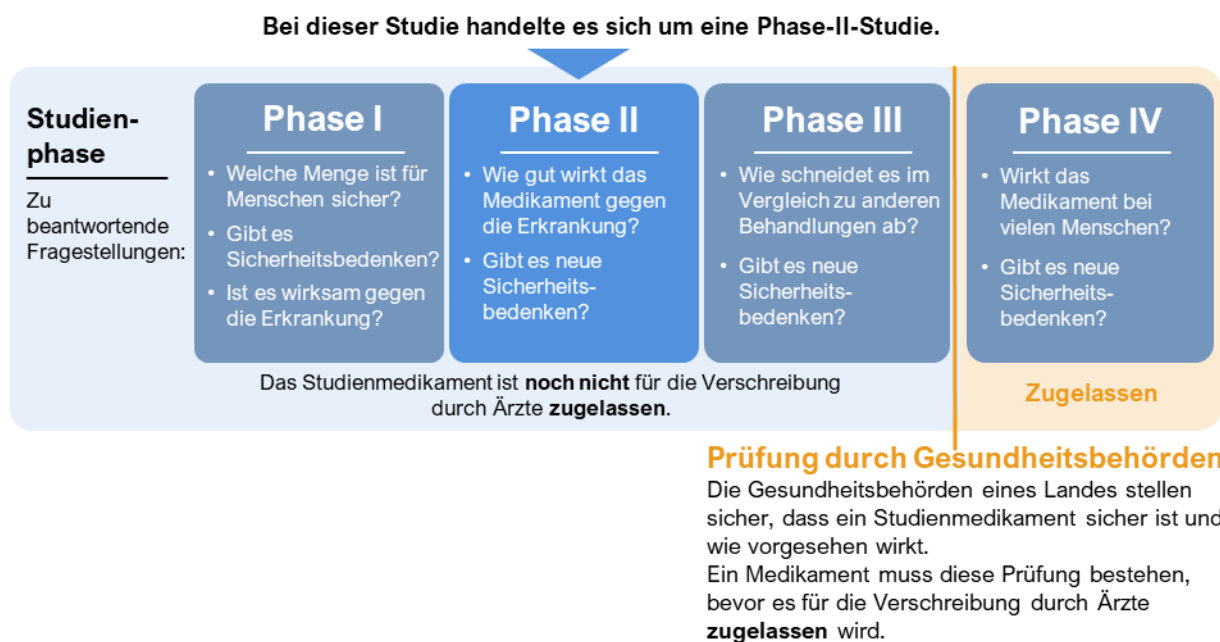 Bei dieser Studie handelte es sich um eine Phase-II-Studie.
Studien-
phase
Zu
beantwortende
Fragestellungen:
Phase I
• Welche Menge ist für
Menschen sicher?
• Gibt es
Sicherheitsbedenken?
• Ist es wirksam gegen
die Erkrankung?
Phase II
• Wie gut wirkt das
Medikament gegen
die Erkrankung?
• Gibt es neue
Sicherheits-
bedenken?
Phase III
• Wie schneidet es im
Vergleich zu anderen
Behandlungen ab?
• Gibt es neue
Sicherheits-
bedenken?
Phase IV
• Wirkt das
Medikament bei
vielen Menschen?
• Gibt es neue
Sicherheits-
bedenken?
Das Studienmedikament ist noch nicht für die Verschreibung
durch Ärzte zugelassen.
Zugelassen
Prüfung durch Gesundheitsbehörden
Die Gesundheitsbehörden eines Landes stellen
sicher, dass ein Studienmedikament sicher ist und
wie vorgesehen wirkt.
Ein Medikament muss diese Prüfung bestehen,
bevor es für die Verschreibung durch Ärzte
zugelassen wird.